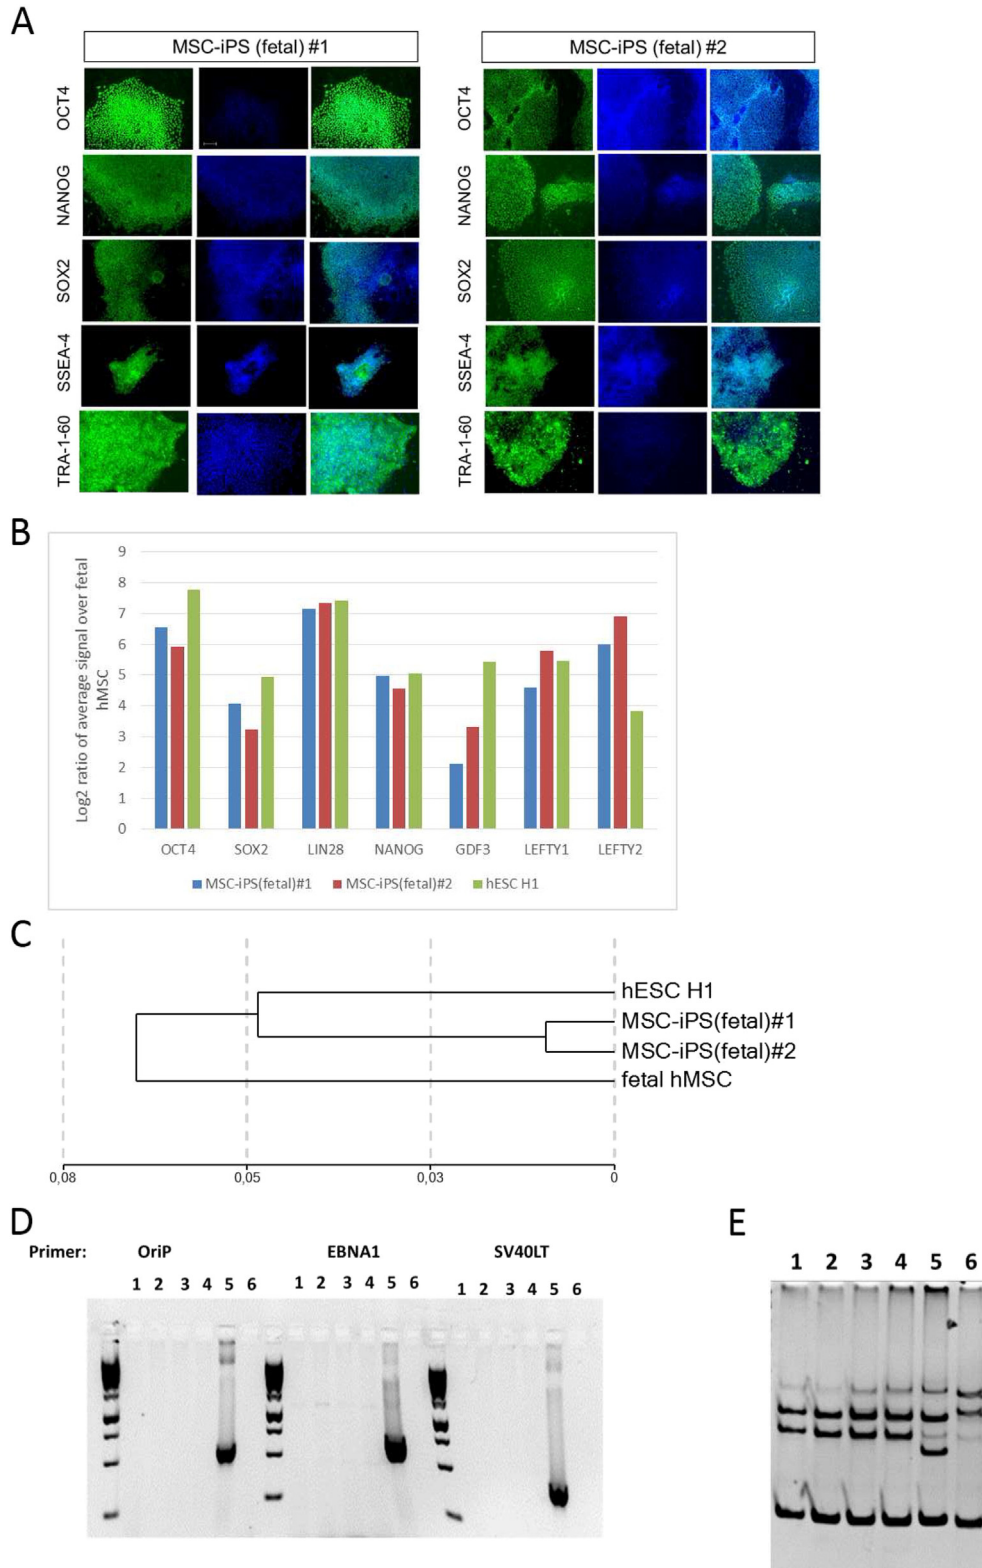 A
MSC-iPS (fetal) #1
MSC-iPS (fetal) #2
OCT4
NANOG
SOX2
SSEA-4
TRA-1-60
OCT4
NANOG
SOX2
SSEA-4
TRA-1-60
B
Log2 ratio of average signal over fetal
hMSC
9
8
7
6
5
4
3
2
1
0
OCT4 SOX2 LIN28 NANOG GDF3 LEFTY1 LEFTY2
MSC-iPS(fetal)#1 MSC-iPS(fetal)#2 hESC H1
C
hESC H1
MSC-iPS(fetal)#1
MSC-iPS(fetal)#2
fetal hMSC
0,08 0,05 0,03 0
D
Primer: OriP EBNA1 SV40LT
1 2 3 4 5 6 1 2 3 4 5 6 1 2 3 4 5 6
E
1 2 3 4 5 6